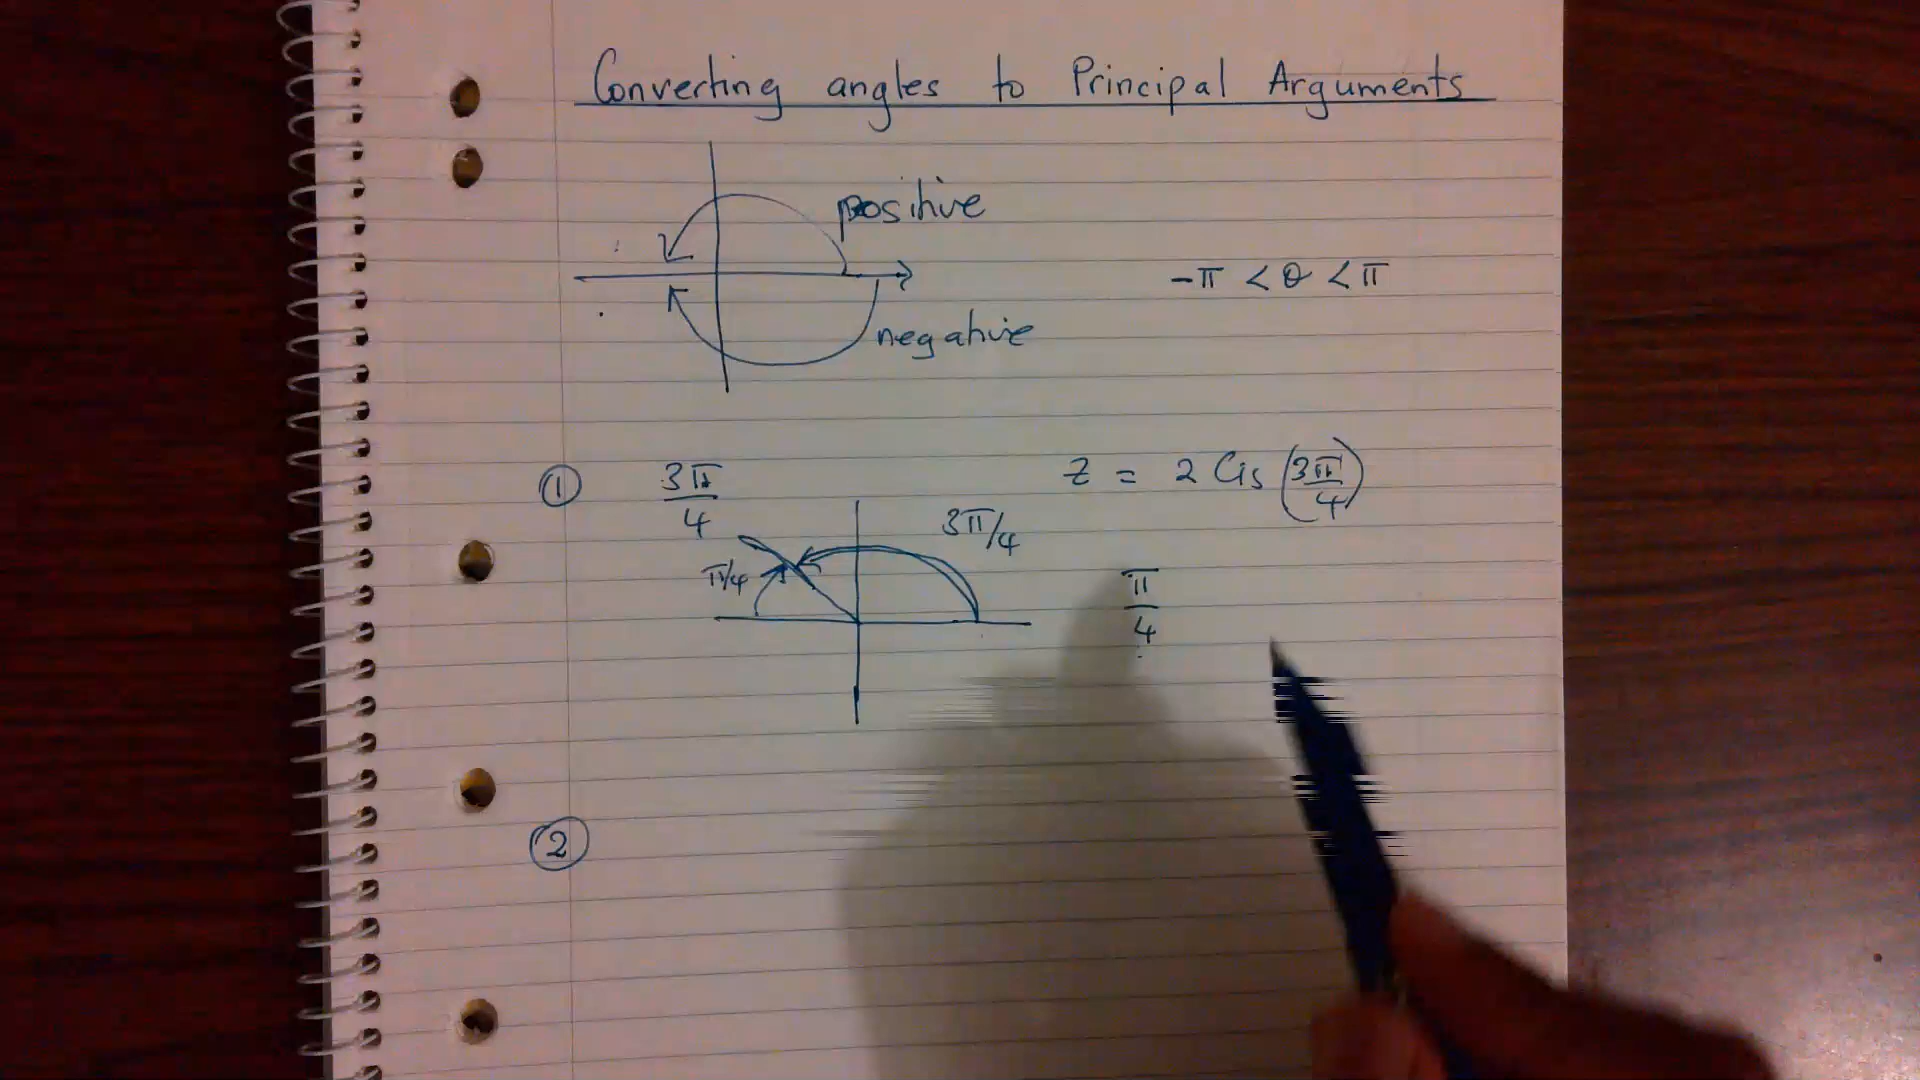 Converting angles to Principal Arguments
positive
-π < θ < π
negative
① 3π/4 z = 2 Cis (3π/4)
3π/4
π/4
π/4
②